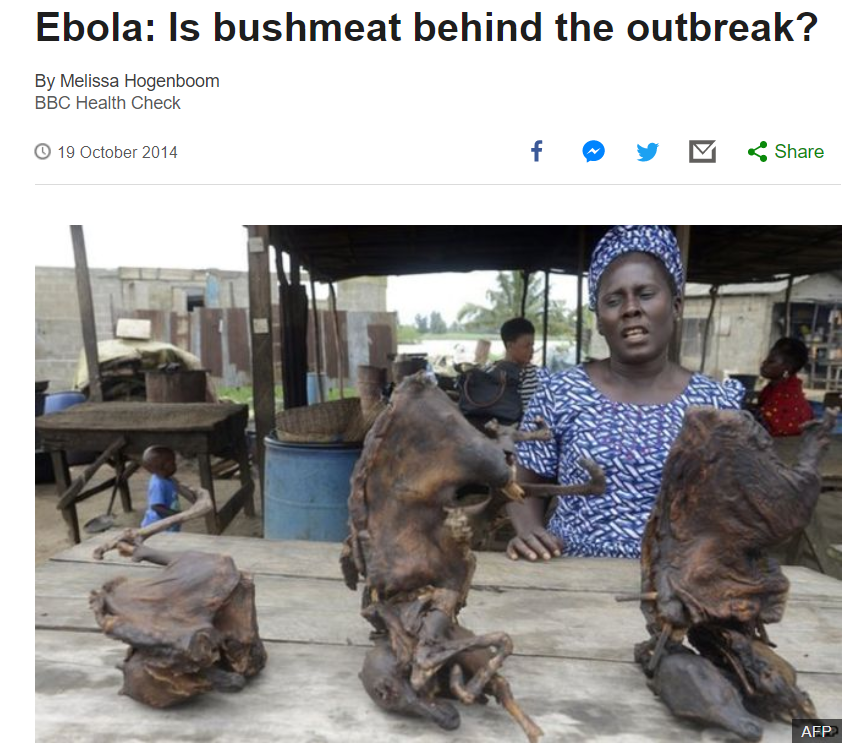 Ebola: Is bushmeat behind the outbreak?
By Melissa Hogenboom
BBC Health Check
19 October 2014
Share
AFP